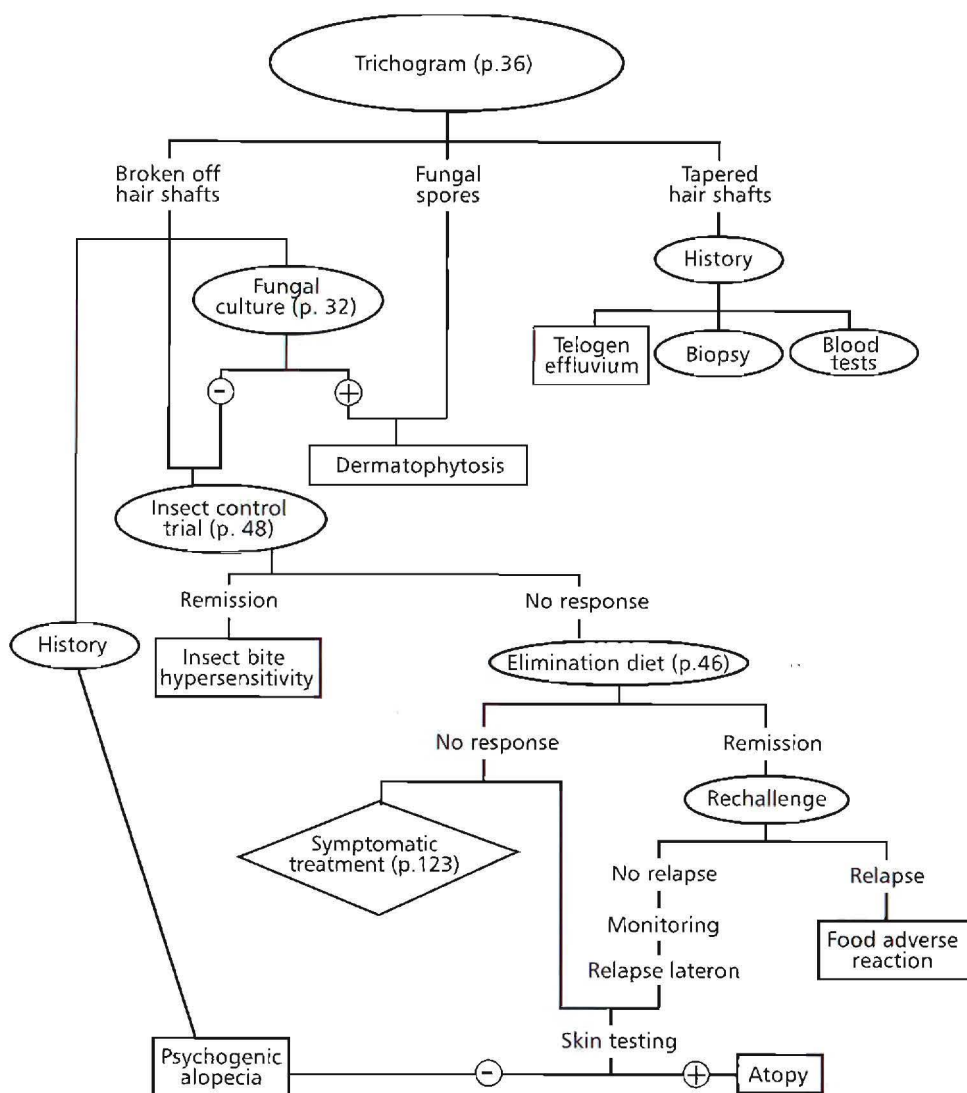 Trichogram (p.36)
Broken off
hair shafts
Fungal
spores
Tapered
hair shafts
History
Fungal
culture (p. 32)
Telogen
effluvium
Biopsy
Blood
tests
-
+
Dermatophytosis
Insect control
trial (p. 48)
Remission
No response
History
Insect bite
hypersensitivity
Elimination diet (p.46)
No response
Remission
Rechallenge
Symptomatic
treatment (p.123)
No relapse
Relapse
Monitoring
Food adverse
reaction
Relapse lateron
Skin testing
Psychogenic
alopecia
-
+
Atopy